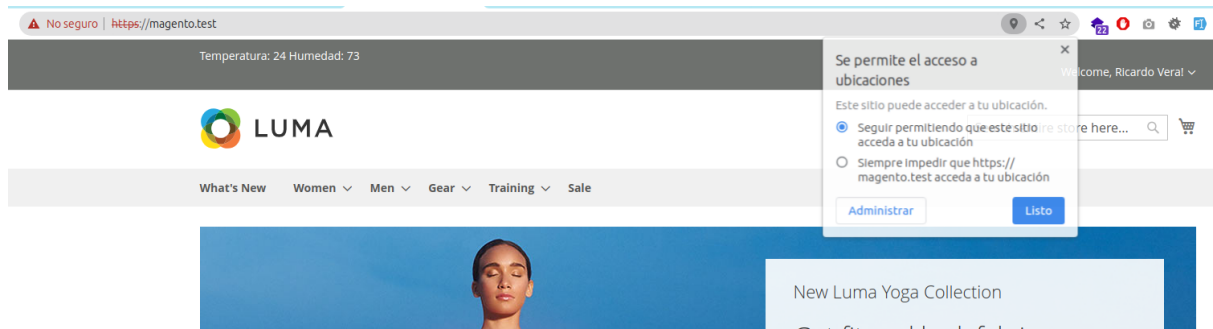 No seguro | https://magento.test
22
Temperatura: 24 Humedad: 73
Welcome, Ricardo Vera!
Se permite el acceso a
ubicaciones
Este sitio puede acceder a tu ubicación.
Seguir permitiendo que este sitio
acceda a tu ubicación
Siempre impedir que https://
magento.test acceda a tu ubicación
Administrar
Listo
LUMA
store here...
What's New Women Men Gear Training Sale
New Luma Yoga Collection